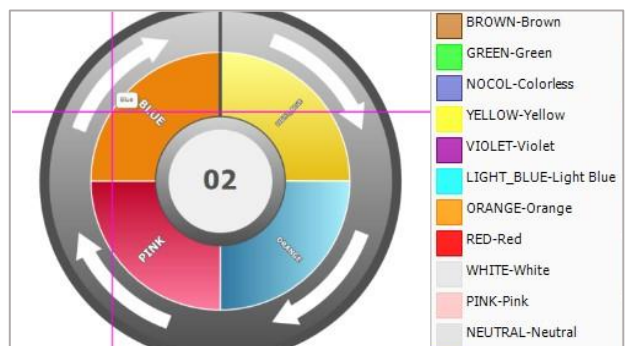 Blue
BLUE
02
PINK
ORANGE
BROWN-Brown
GREEN-Green
NOCOL-Colorless
YELLOW-Yellow
VIOLET-Violet
LIGHT_BLUE-Light Blue
ORANGE-Orange
RED-Red
WHITE-White
PINK-Pink
NEUTRAL-Neutral